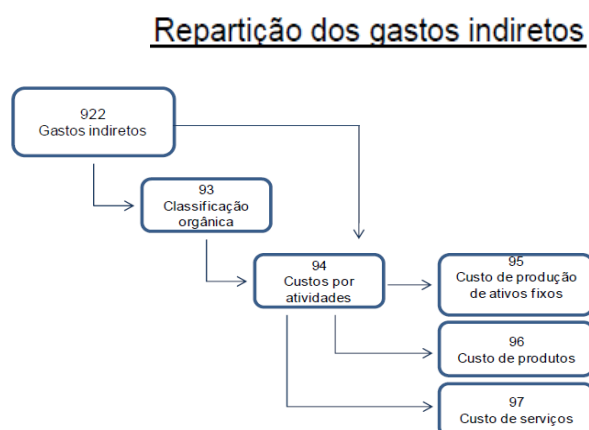 Repartição dos gastos indiretos
922
Gastos indiretos
93
Classificação
orgânica
94
Custos por
atividades
95
Custo de produção
de ativos fixos
96
Custo de produtos
97
Custo de serviços